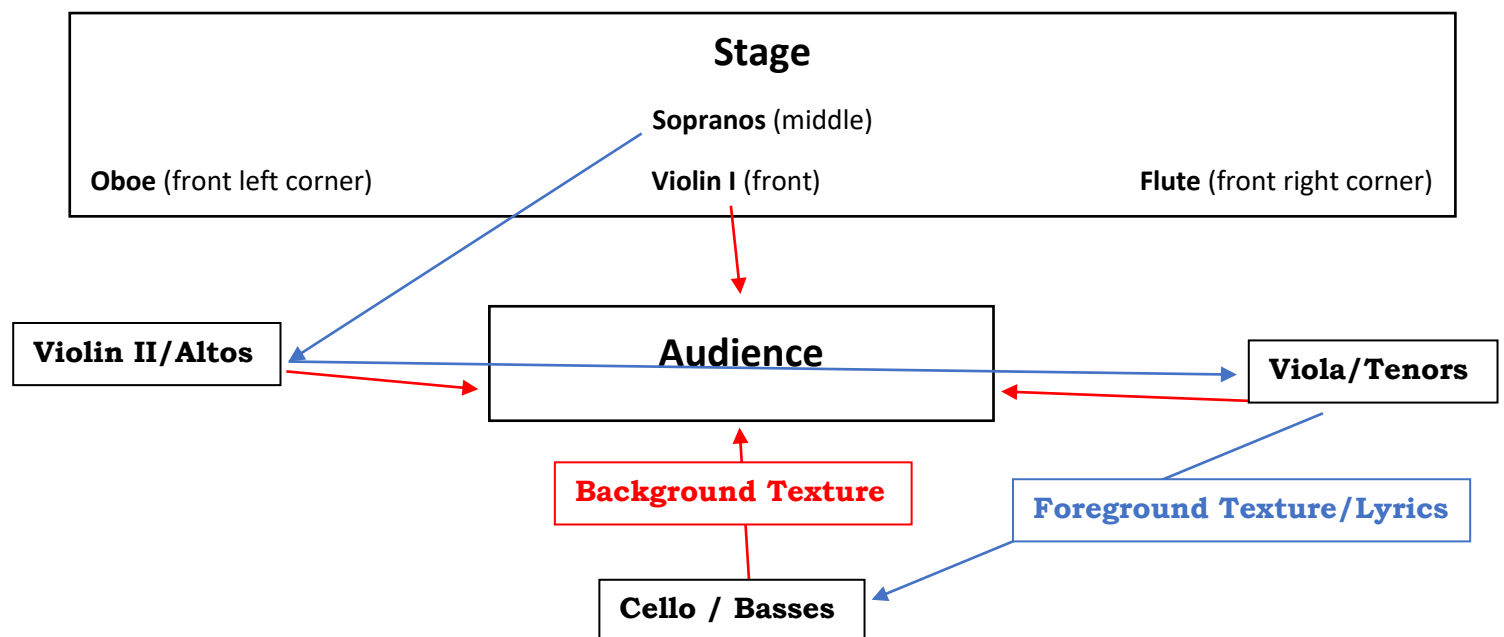 Stage
Sopranos (middle)
Oboe (front left corner)
Violin I (front)
Flute (front right corner)
Violin II/Altos
Audience
Viola/Tenors
Background Texture
Foreground Texture/Lyrics
Cello / Basses